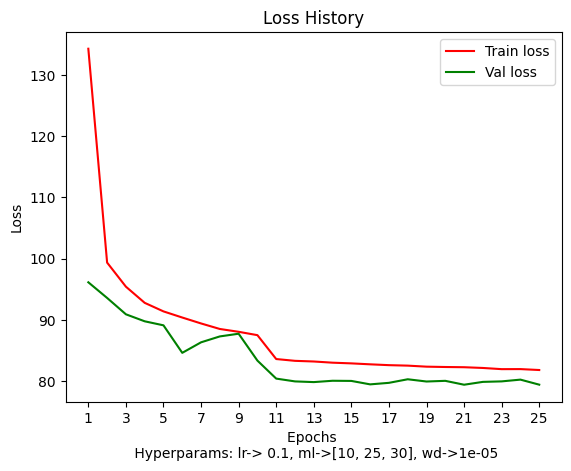 Loss History
Train loss
Val loss
Loss
130
120
110
100
90
80
1 3 5 7 9 11 13 15 17 19 21 23 25
Epochs
Hyperparams: lr-> 0.1, ml->[10, 25, 30], wd->1e-05